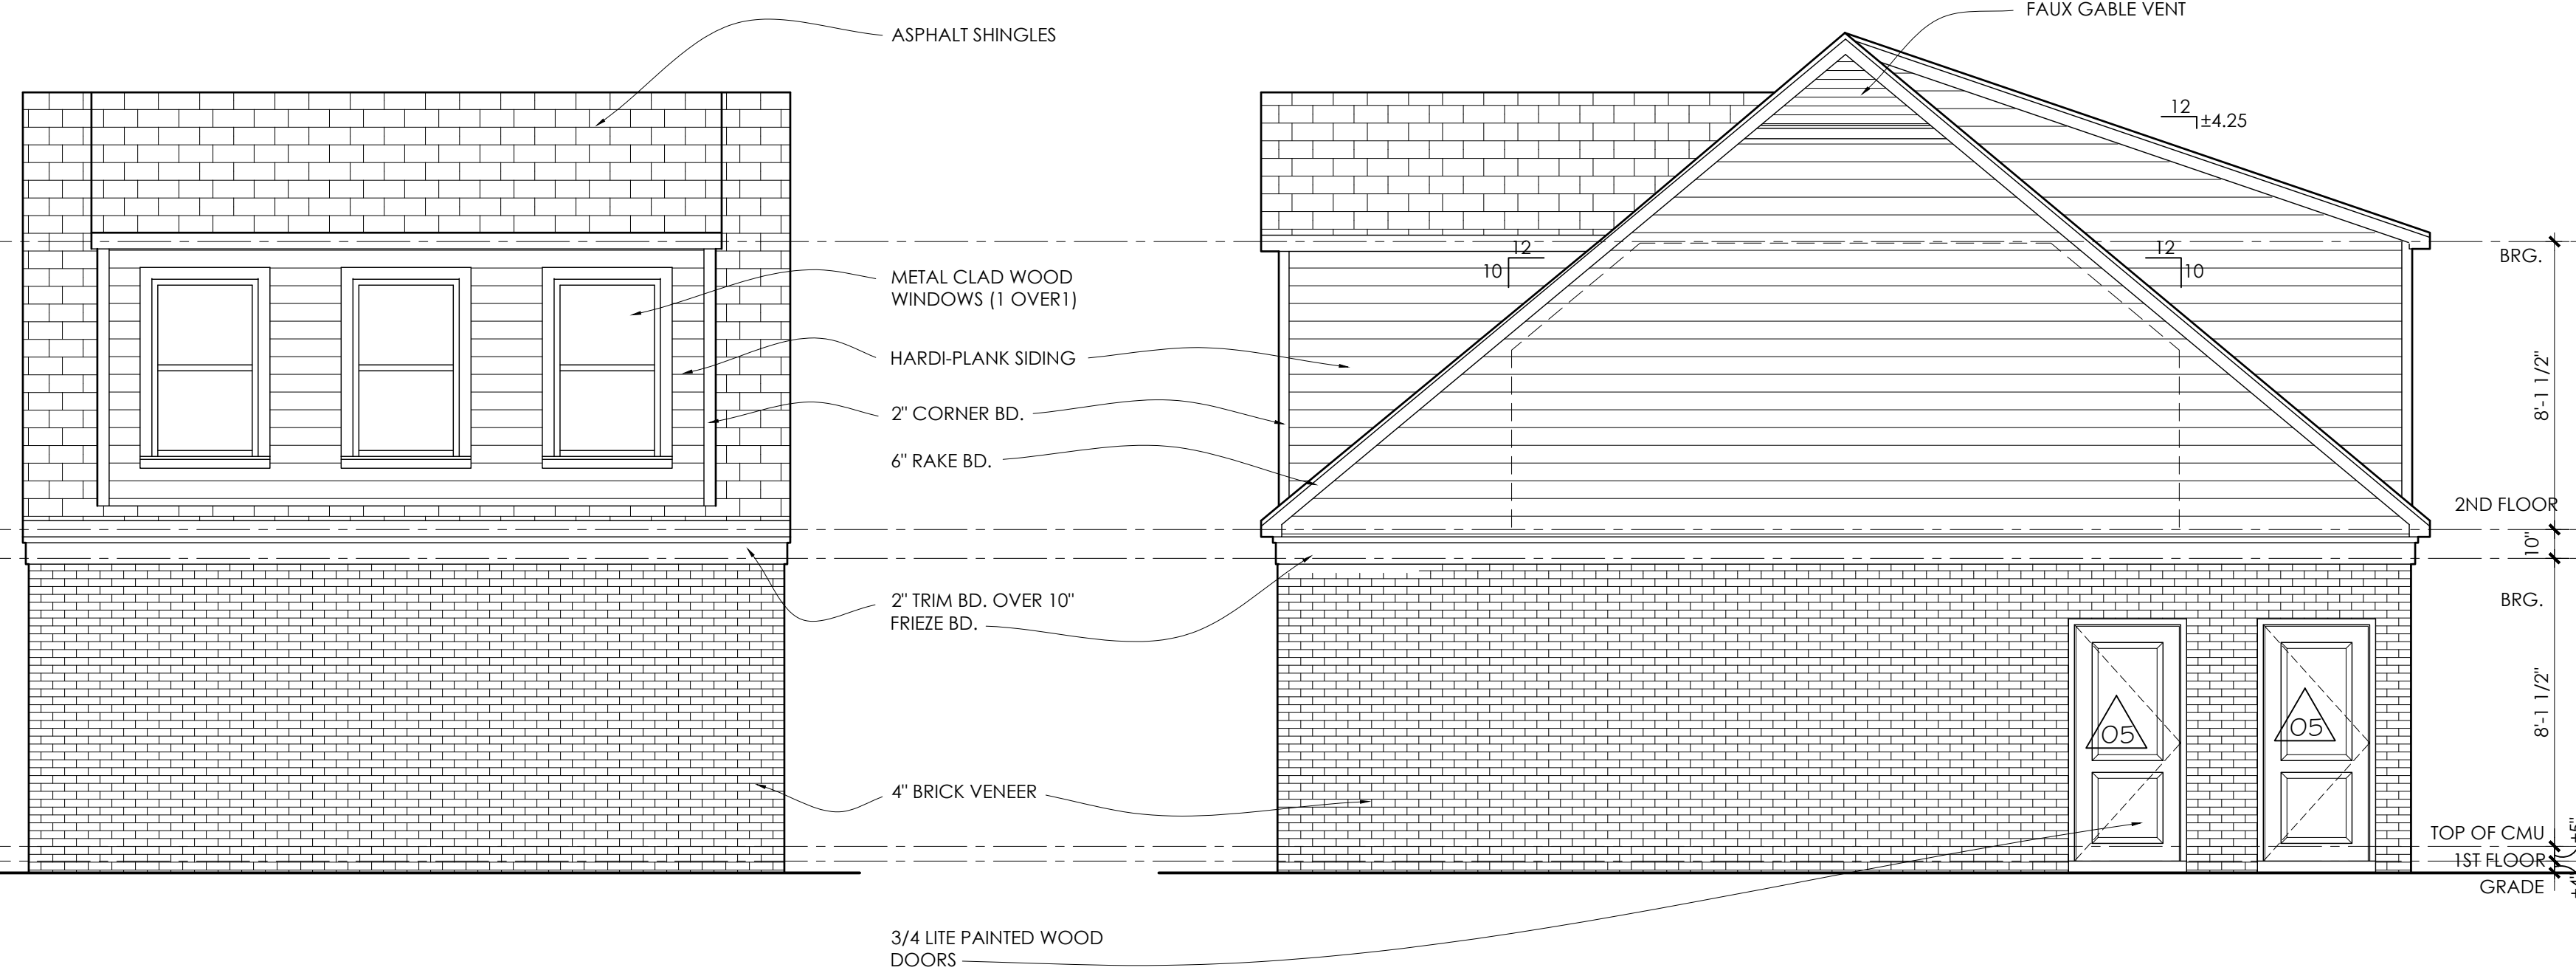 FAUX GABLE VENT
ASPHALT SHINGLES
12
±4.25
12
10
12
10
BRG.
METAL CLAD WOOD
WINDOWS (1 OVER1)
HARDI-PLANK SIDING
8'-1 1/2"
2" CORNER BD.
6" RAKE BD.
2ND FLOOR
10"
2" TRIM BD. OVER 10"
FRIEZE BD.
BRG.
8'-1 1/2"
05
05
4" BRICK VENEER
TOP OF CMU
1ST FLOOR
GRADE
3/4 LITE PAINTED WOOD
DOORS